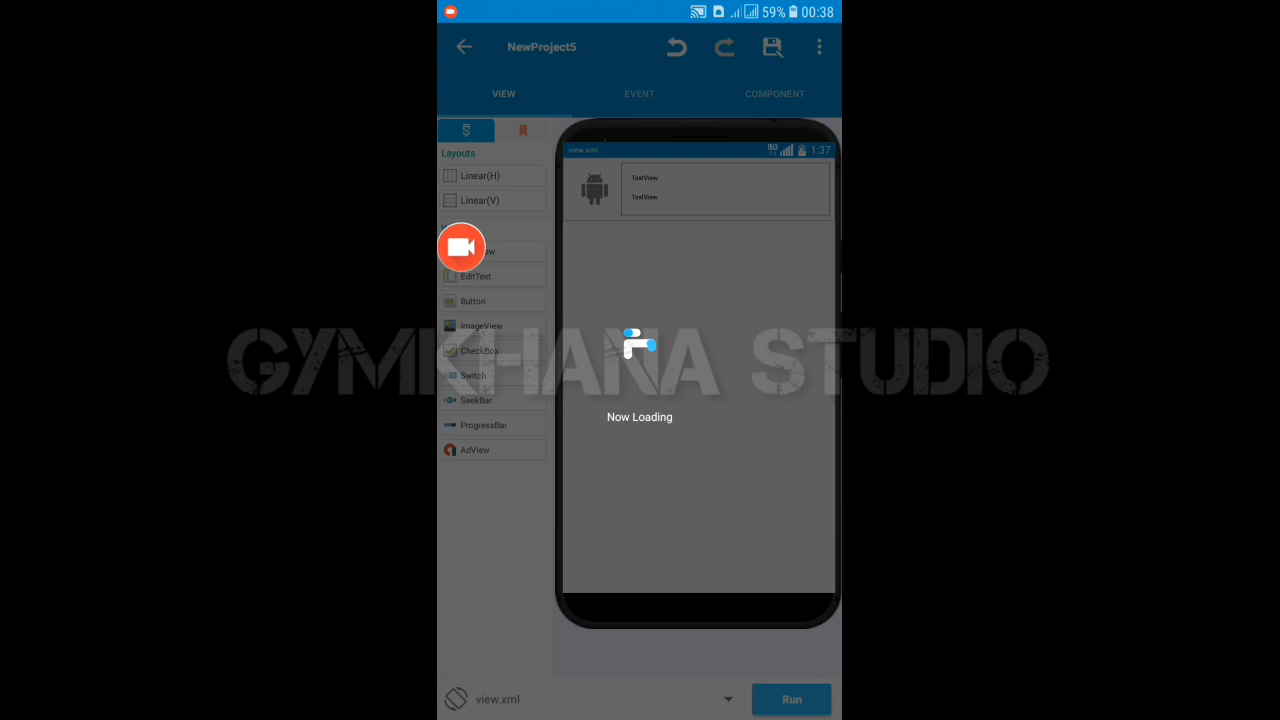 59% 00:38
NewProject5
VIEW EVENT COMPONENT
Layouts
Linear(H)
Linear(V)
EditText
Button
ImageView
CheckBox
Switch
SeekBar
ProgressBar
AdView
view.xml 1:37
TextView
TextView
GYMKHANA STUDIO
Now Loading
view.xml
Run